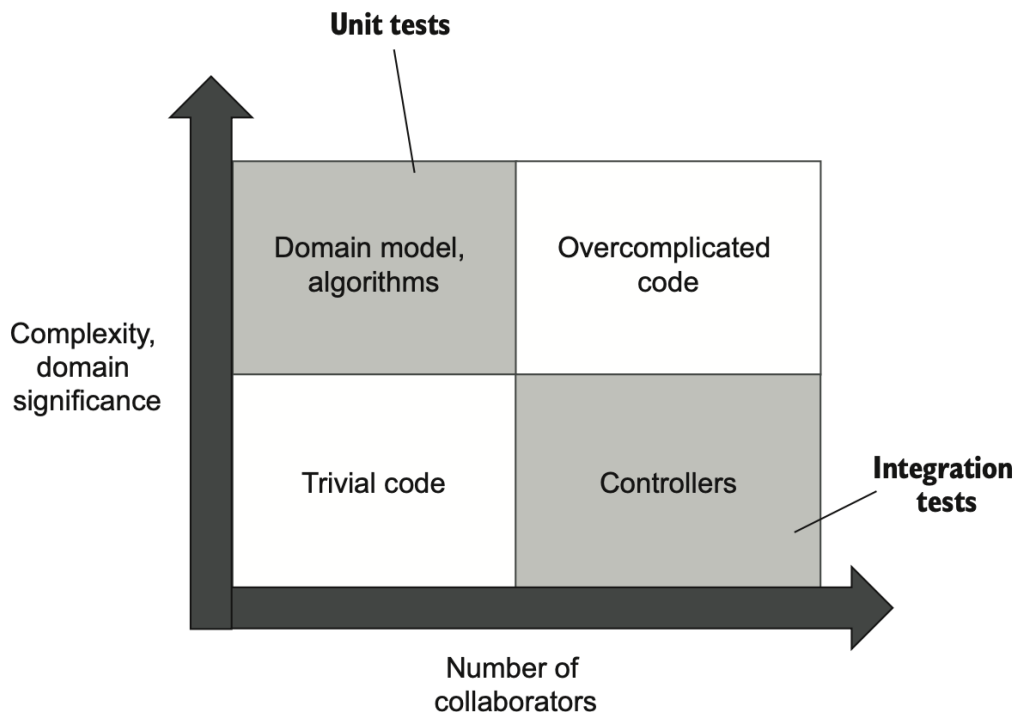 Unit tests
Domain model,
algorithms
Overcomplicated
code
Complexity,
domain
significance
Trivial code
Controllers
Integration
tests
Number of
collaborators